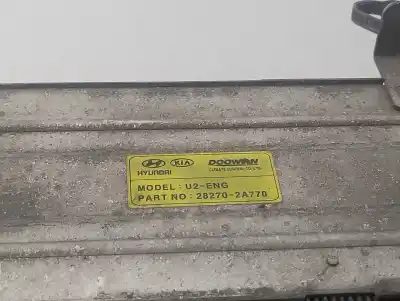 KIA DOOWON
HYUNDAI CLIMATE CONTROL CO., LTD.
MODEL : U2-ENG
PART NO : 28270-2A770